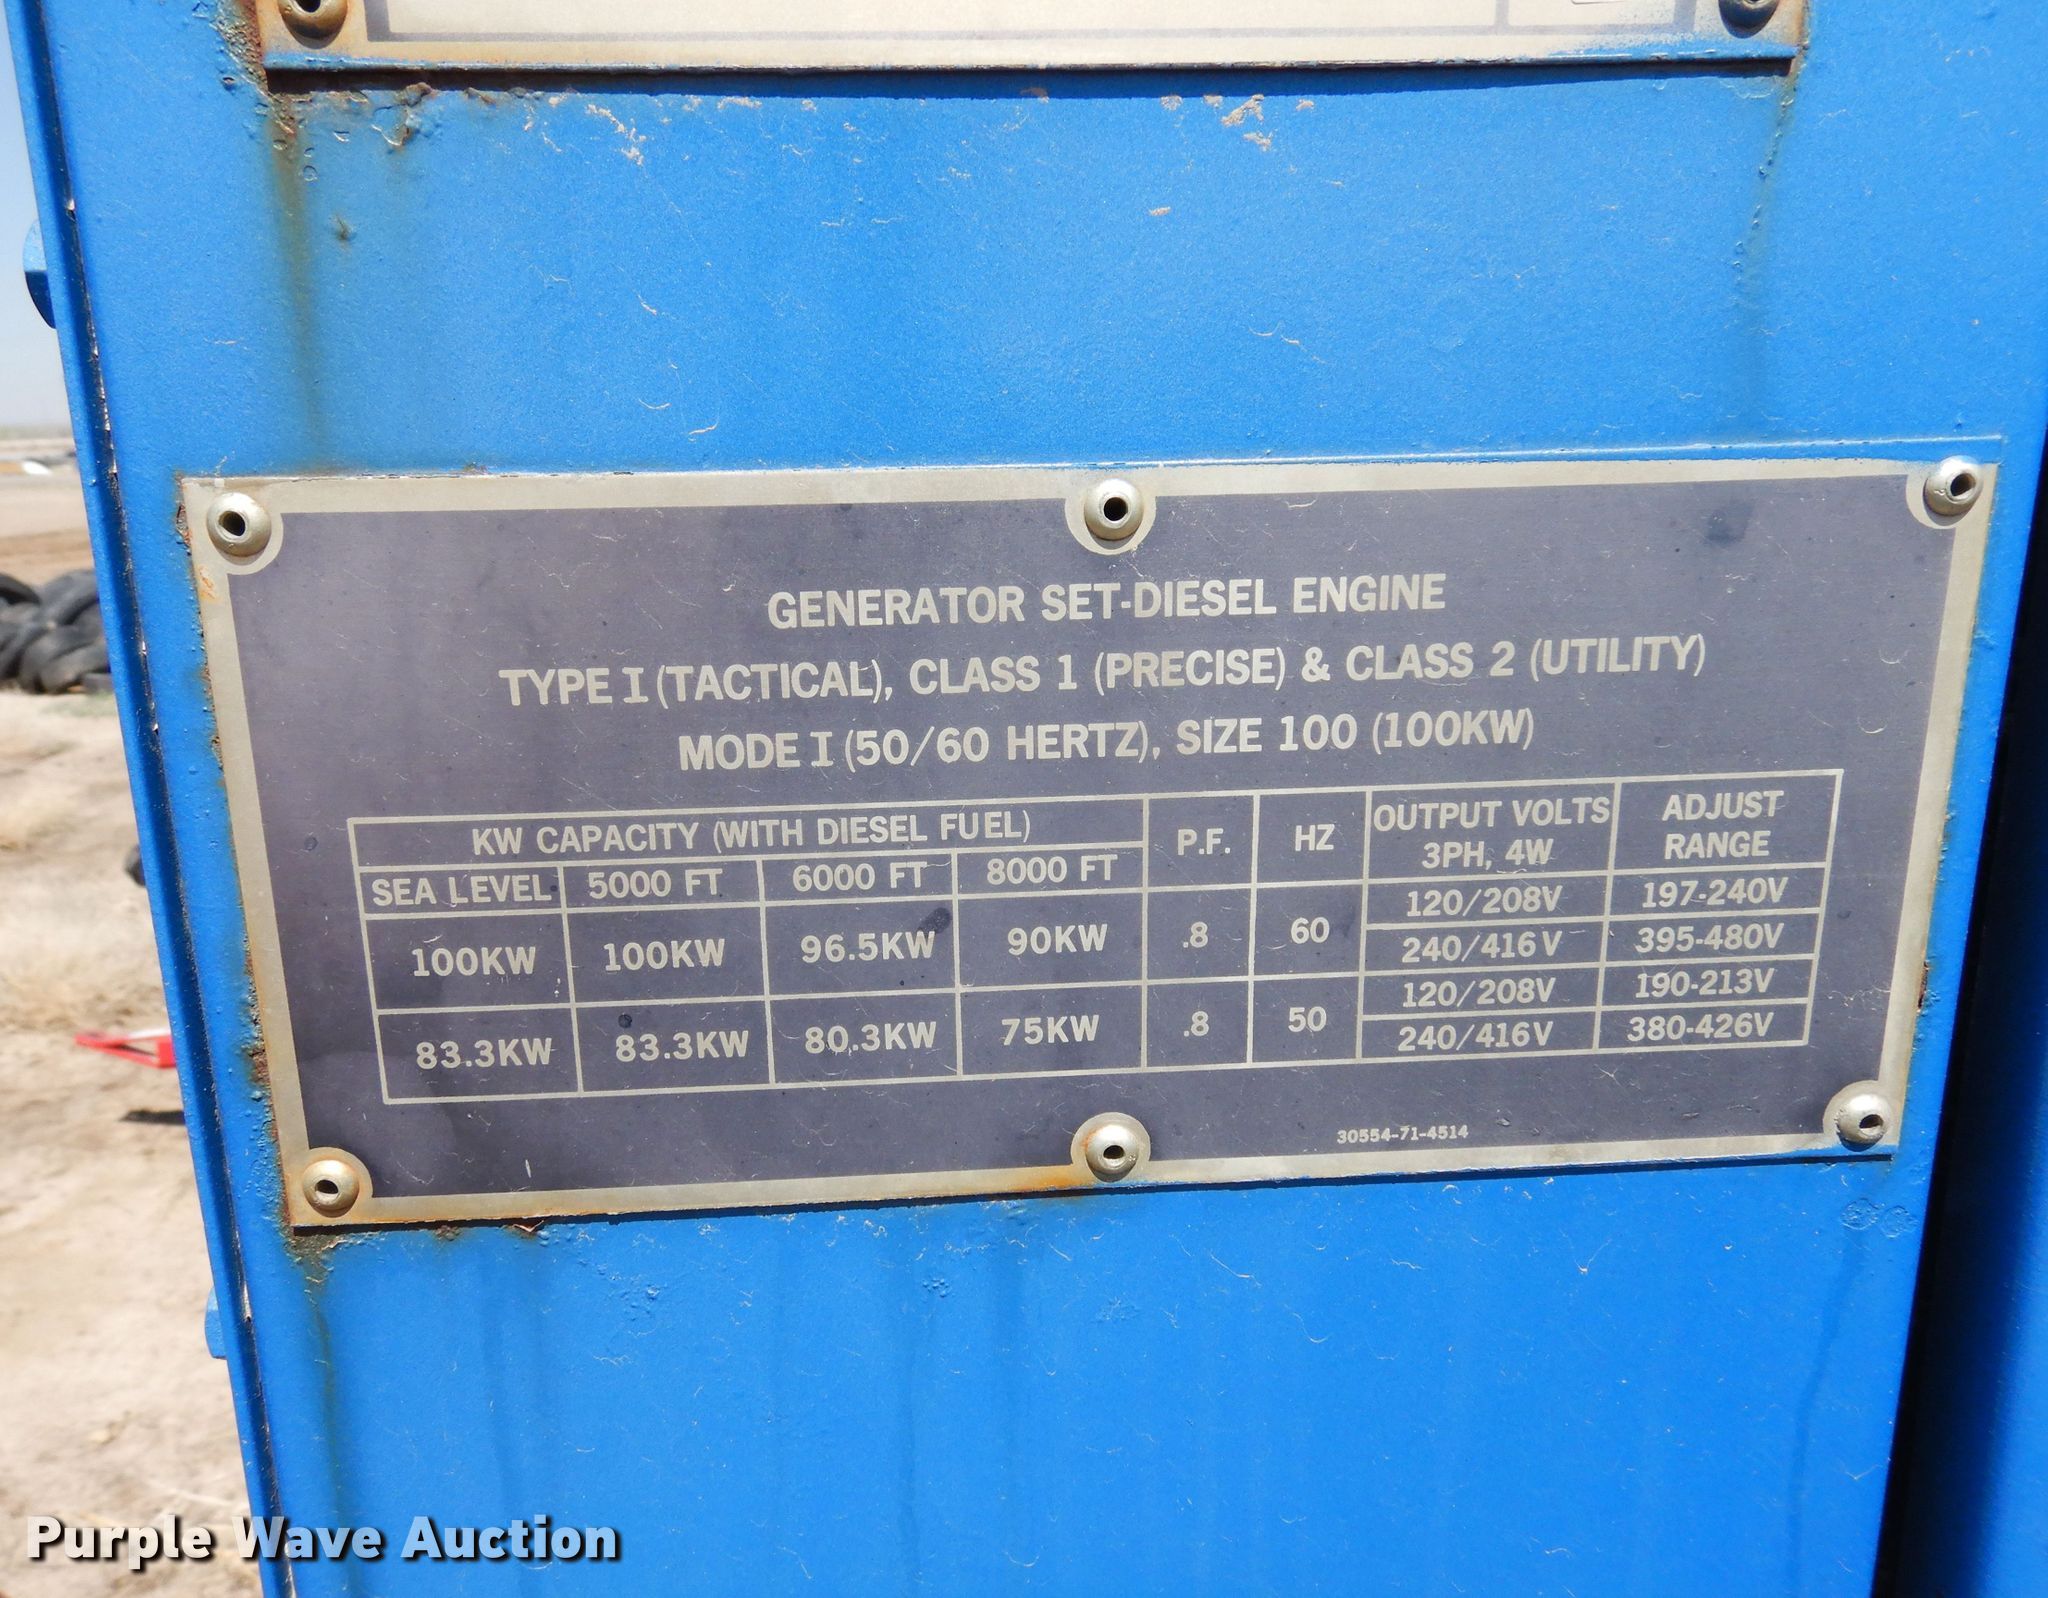 GENERATOR SET-DIESEL ENGINE
TYPE I (TACTICAL), CLASS 1 (PRECISE) & CLASS 2 (UTILITY)
MODE I (50/60 HERTZ), SIZE 100 (100KW)
KW CAPACITY (WITH DIESEL FUEL) P.F. HZ OUTPUT VOLTS 3PH, 4W ADJUST RANGE
SEA LEVEL 5000 FT 6000 FT 8000 FT
100KW 100KW 96.5KW 90KW .8 60 120/208V 197-240V
240/416V 395-480V
83.3KW 83.3KW 80.3KW 75KW .8 50 120/208V 190-213V
240/416V 380-426V
30554-71-4514
Purple Wave Auction